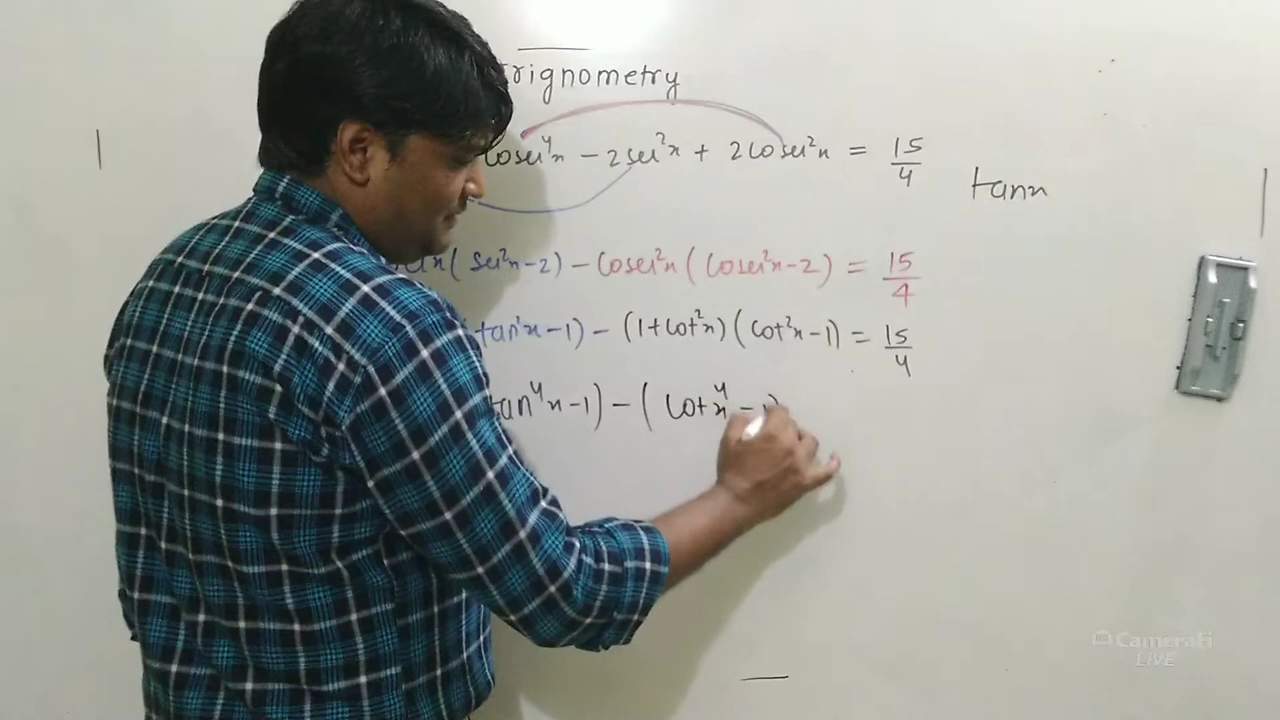 Trignometry
cosec⁴x - 2sec²x + 2cosec²x = 15/4
tanx
(sec²x-2) - cosec²x (cosec²x-2) = 15/4
tan²x - 1) - (1+cot²x) (cot²x-1) = 15/4
tan⁴x - 1) - ( cot⁴x - 1)
CameraFi
LIVE